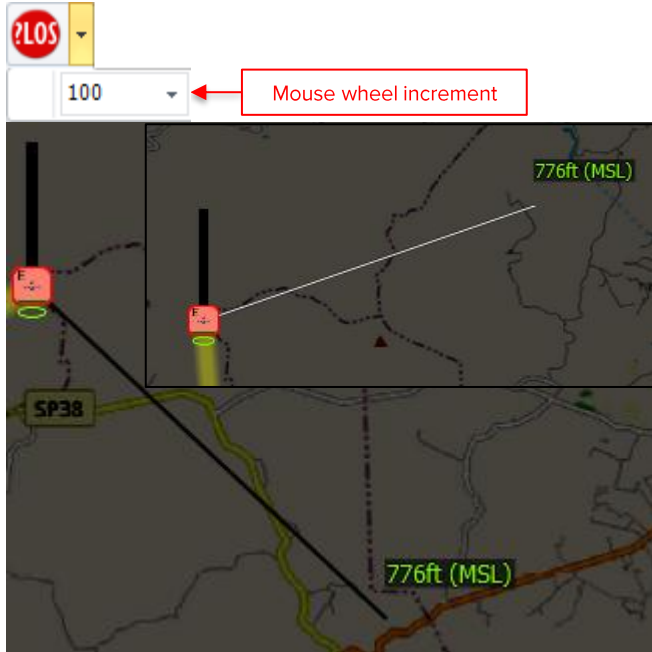 ?LOS
100
Mouse wheel increment
776ft (MSL)
E
E
SP38
776ft (MSL)